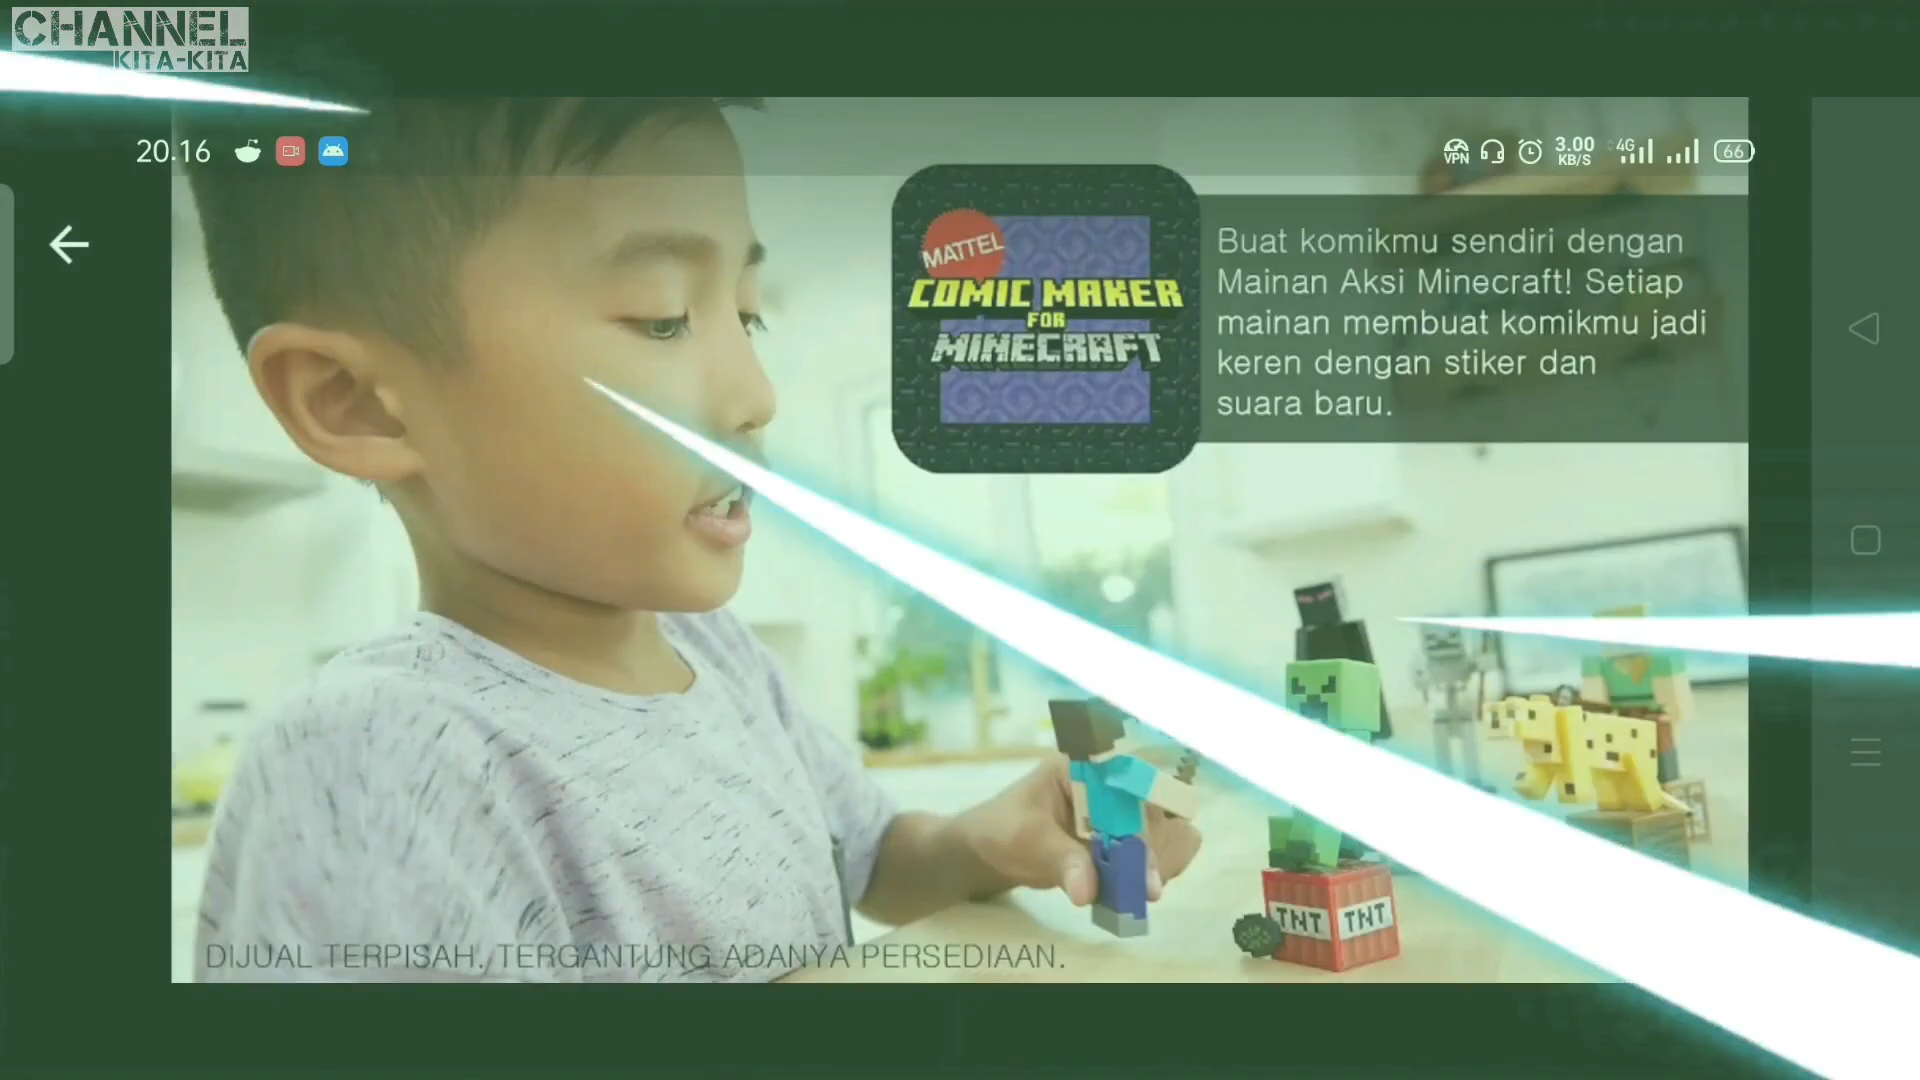 CHANNEL
KITA-KITA
20.16
VPN
3.00
KB/S
4G
66
MATTEL
COMIC MAKER
FOR
MINECRAFT
Buat komikmu sendiri dengan
Mainan Aksi Minecraft! Setiap
mainan membuat komikmu jadi
keren dengan stiker dan
suara baru.
TNT TNT
DIJUAL TERPISAH. TERGANTUNG ADANYA PERSEDIAAN.